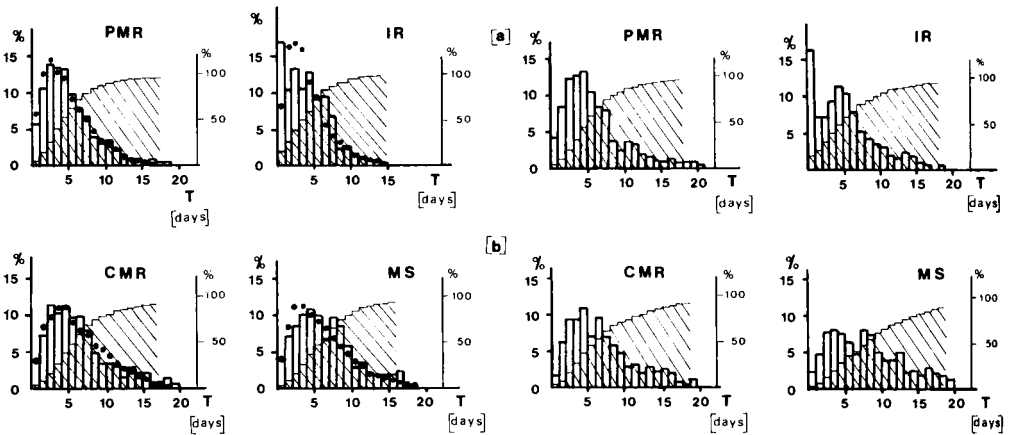 % PMR % IR [a] PMR IR
% % % %
15 100 15 100 15 100 15 100
10 10 10 10
50 50 50 50
5 5 5 5
0 0 0
5 10 15 20 5 10 15 5 10 15 20 5 10 15 20
T T T T
[days] [days] [days] [days]
[b]
% CMR % MS % CMR % MS
% % % %
15 100 15 100 15 100 15 100
10 10 10 10
50 50 50 50
5 5 5 5
0 0 0 0
5 10 15 20 T 5 10 15 20 T 5 10 15 20 T 5 10 15 20 T
[days] [days] [days] [days]